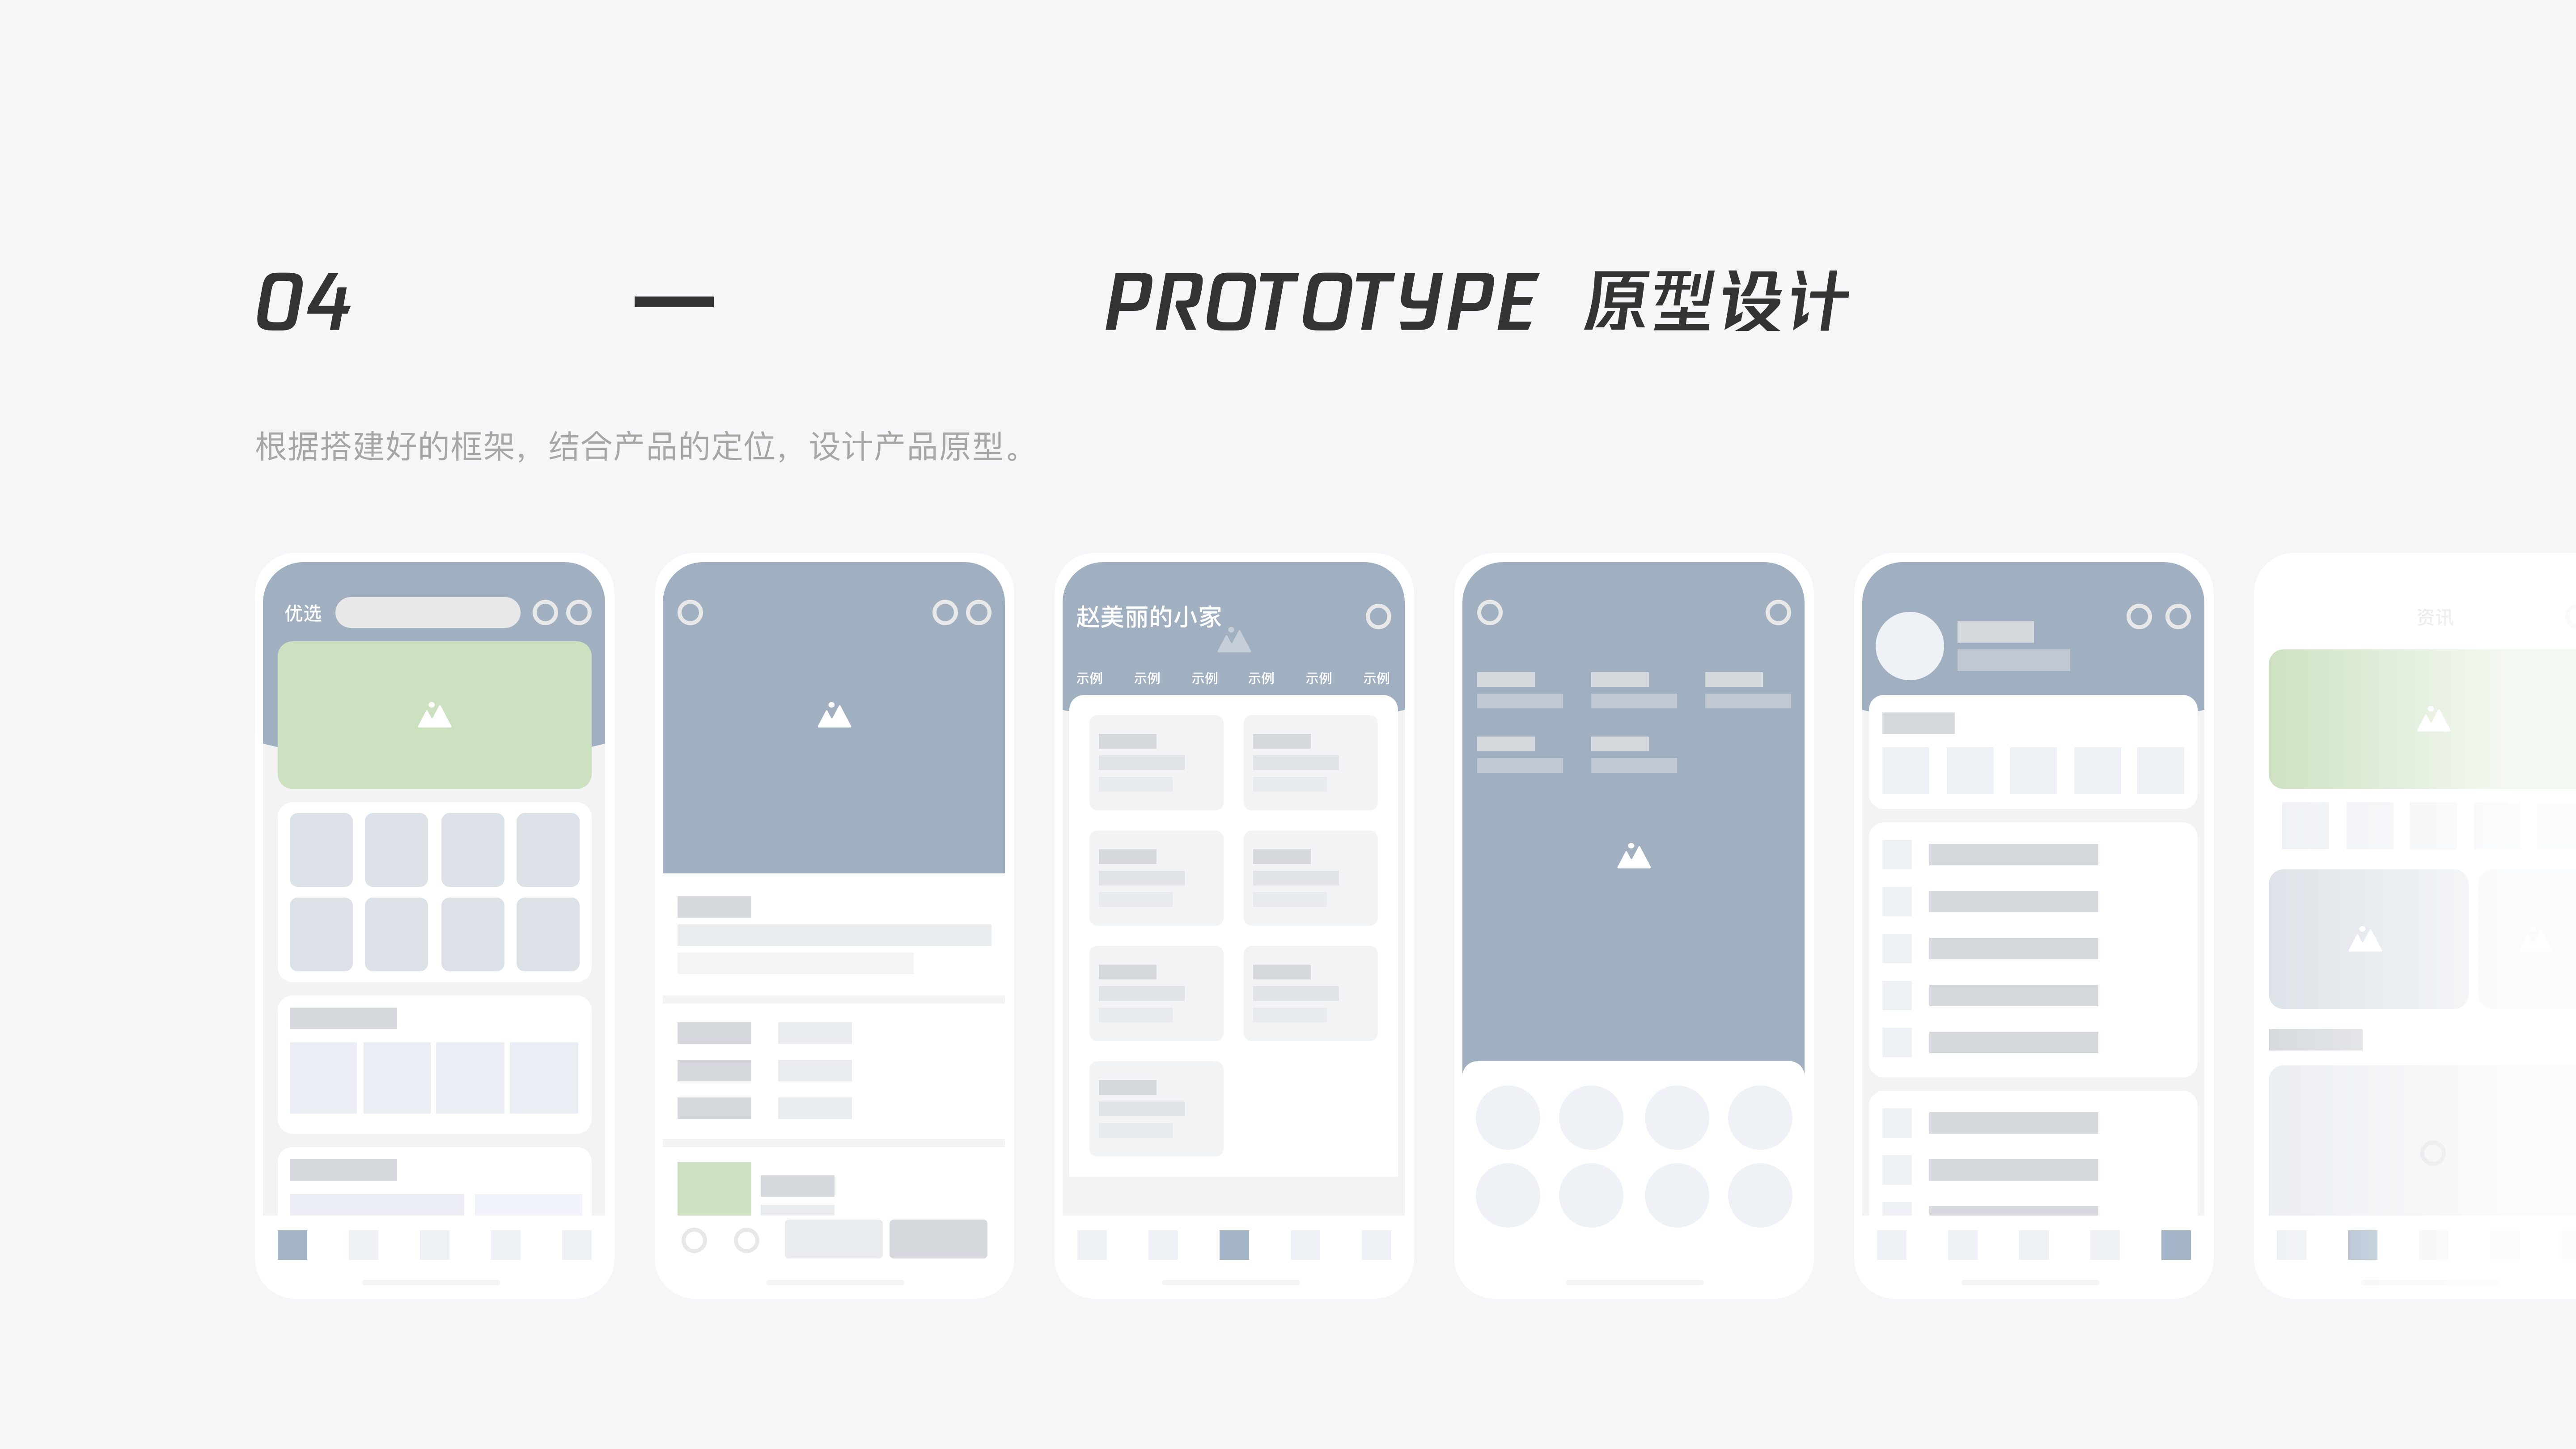 04 — PROTOTYPE 原型设计
根据搭建好的框架，结合产品的定位，设计产品原型。
优选
赵美丽的小家
示例 示例 示例 示例 示例 示例
资讯